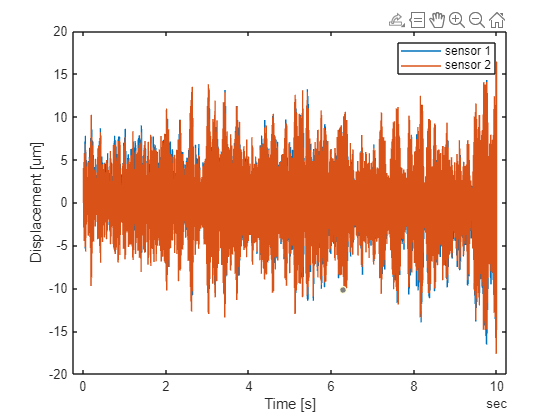 sensor 1
sensor 2
20
15
10
5
0
-5
-10
-15
-20
Displacement [um]
0 2 4 6 8 10
Time [s]
sec